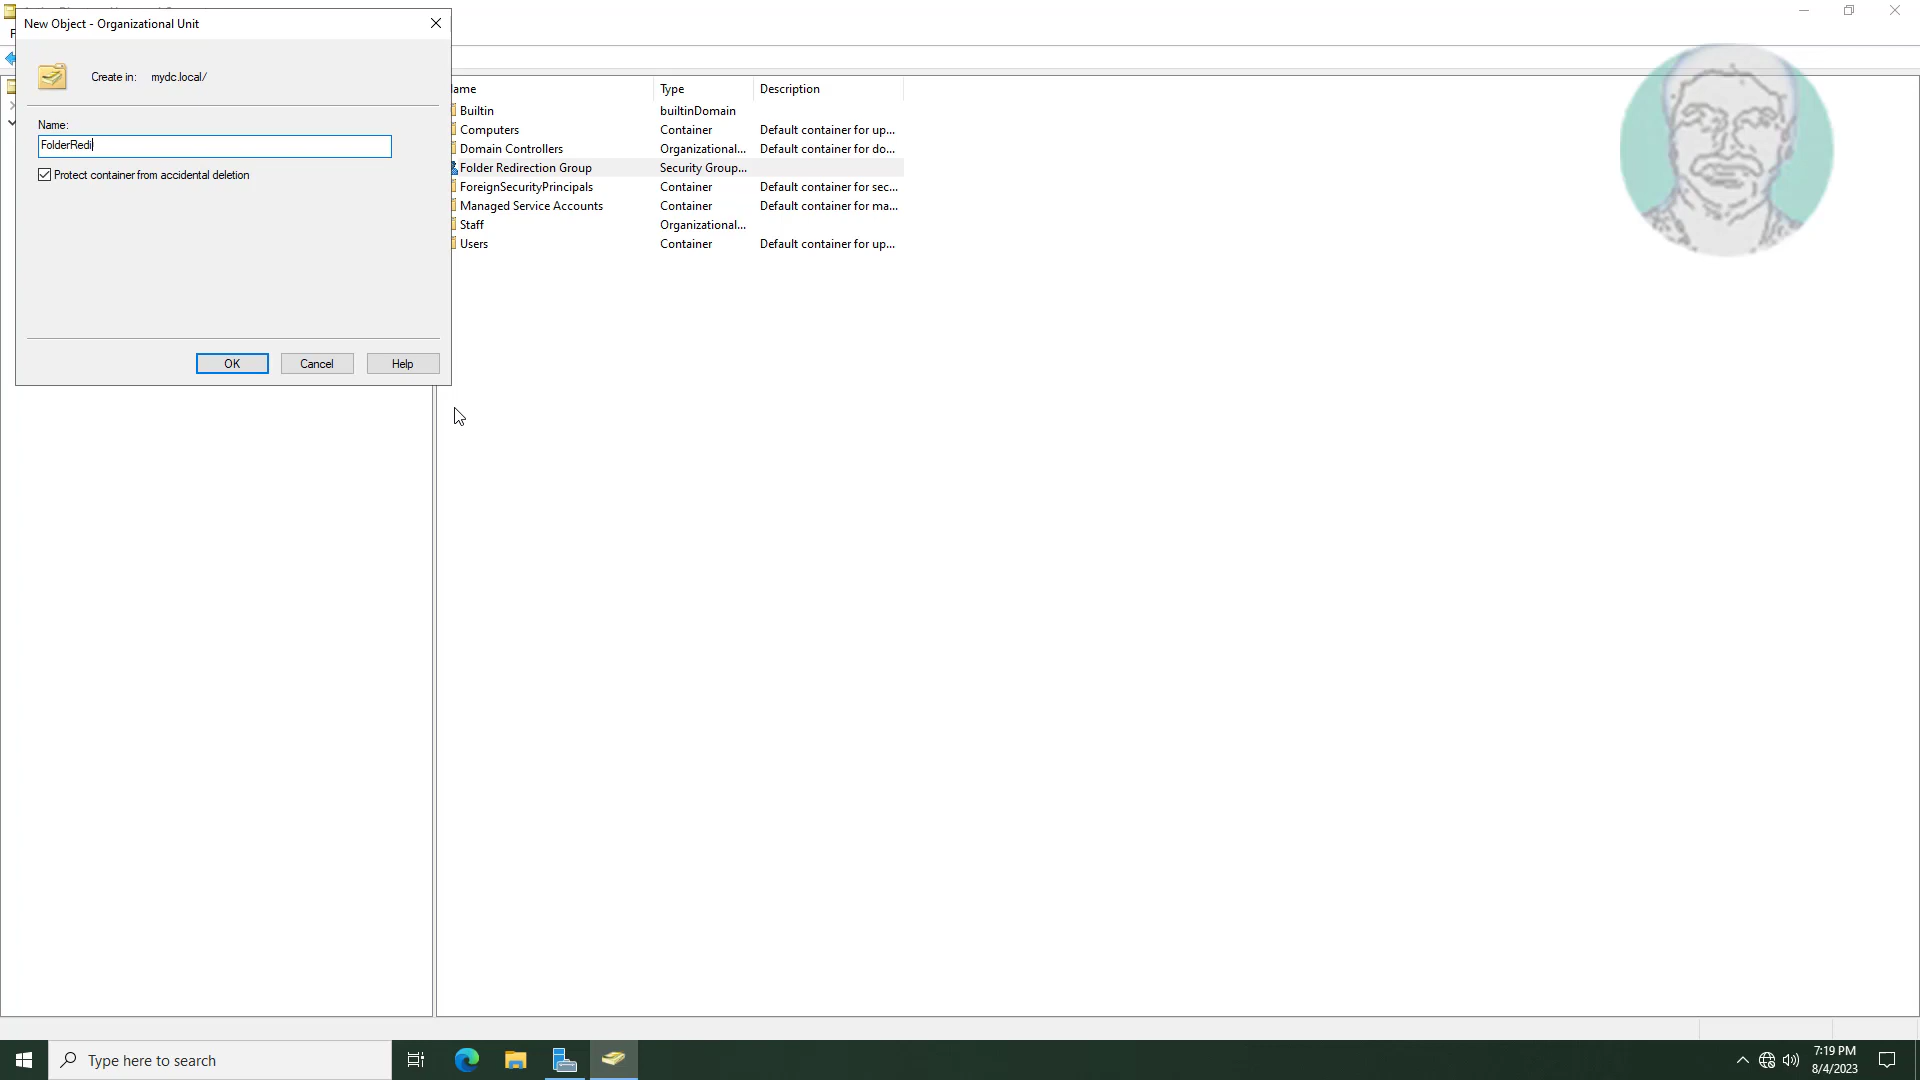 New Object - Organizational Unit
Create in: mydc.local/
Name:
FolderRedi
Protect container from accidental deletion
OK Cancel Help
Type Description
Builtin builtinDomain
Computers Container Default container for up...
Domain Controllers Organizational... Default container for do...
Folder Redirection Group Security Group...
ForeignSecurityPrincipals Container Default container for sec...
Managed Service Accounts Container Default container for ma...
Staff Organizational...
Users Container Default container for up...
Type here to search
7:19 PM
8/4/2023